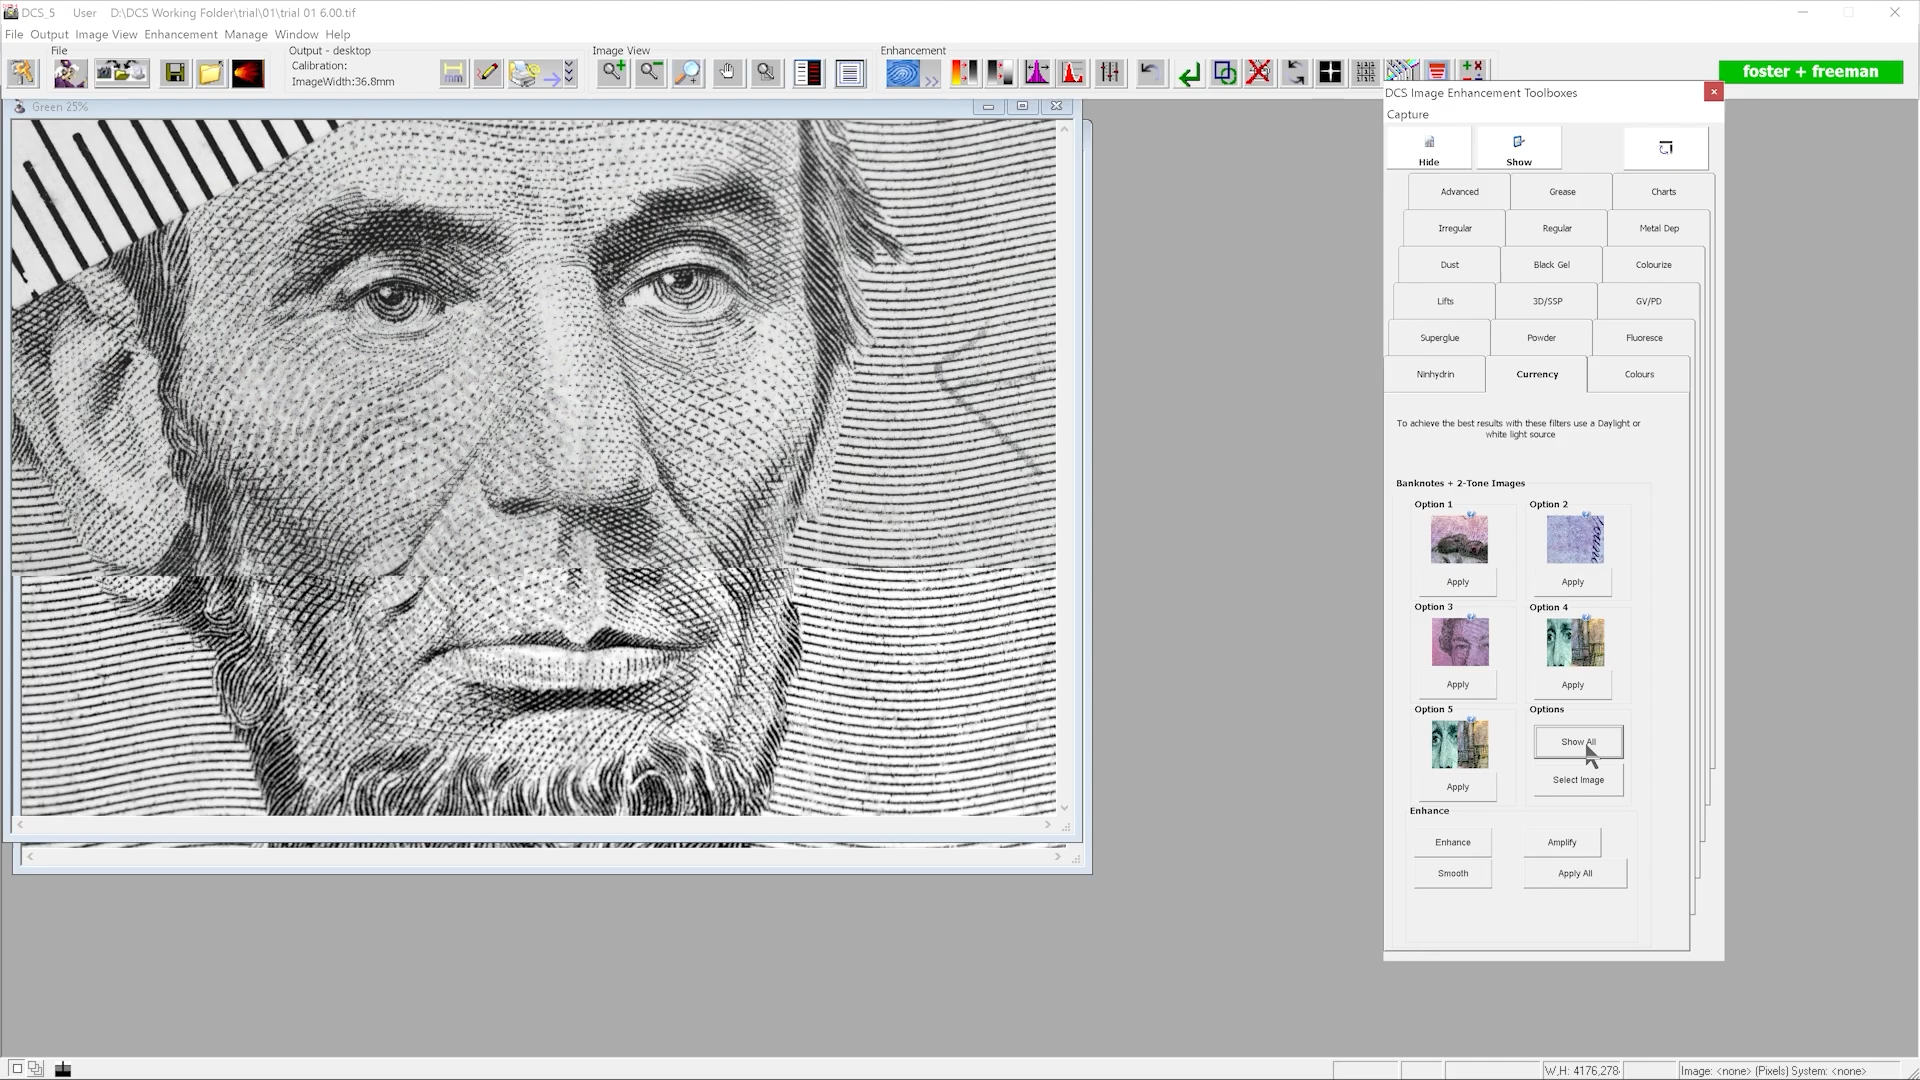 DCS_5 User D:\DCS Working Folder\trial\01\trial 01 6.00.tif
File Output Image View Enhancement Manage Window Help
File
Output - desktop
Calibration:
ImageWidth:36.8mm
Image View
Enhancement
foster + freeman
Green 25%
DCS Image Enhancement Toolboxes
Capture
Hide Show
Advanced Grease Charts
Irregular Regular Metal Dep
Dust Black Gel Colourize
Lifts 3D/SSP GV/PD
Superglue Powder Fluoresce
Ninhydrin Currency Colours
To achieve the best results with these filters use a Daylight or
white light source
Banknotes + 2-Tone Images
Option 1 Option 2
Apply Apply
Option 3 Option 4
Apply Apply
Option 5 Options
Show All
Select Image
Apply
Enhance
Enhance Amplify
Smooth Apply All
W,H: 4176,278
Image: <none> (Pixels) System: <none>